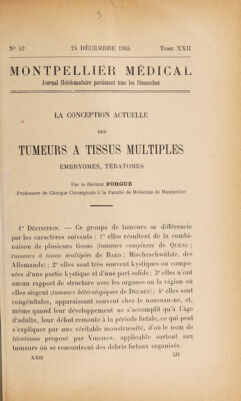 3
N° 52 24 DÉCEMBRE 1905 TOME XXII
MONTPELLIER MÉDICAL
Journal Hebdomadaire paraissant tous les Dimanches
LA CONCEPTION ACTUELLE
DES
TUMEURS A TISSUS MULTIPLES
EMBRYOMES, TÉRATOMES
Par le Docteur FORGUE
Professeur de Clinique Chirurgicale à la Faculté de Médecine de Montpellier
1° DÉFINITION. — Ce groupe de tumeurs se différencie
par les caractères suivants : 1° elles résultent de la combi-
naison de plusieurs tissus (tumeurs complexes de QUÉNU ;
tumeurs à tissus multiples de BARD ; Mischgeschwülste, des
Allemands) ; 2° elles sont très souvent kystiques ou compo-
sées d'une partie kystique et d'une part solide ; 3° elles n'ont
aucun rapport de structure avec les organes ou la région où
elles siègent (tumeurs hétérotopiques de DELBET) ; 4° elles sont
congénitales, apparaissent souvent chez le nouveau-né, et,
même quand leur développement ne s'accomplit qu'à l'âge
d'adulte, leur début remonte à la période fœtale, ce qui peut
s'expliquer par une véritable monstruosité, d'où le nom de
tératomes proposé par VIRCHOW, applicable surtout aux
tumeurs où se rencontrent des débris fœtaux organisés.
XXII 50